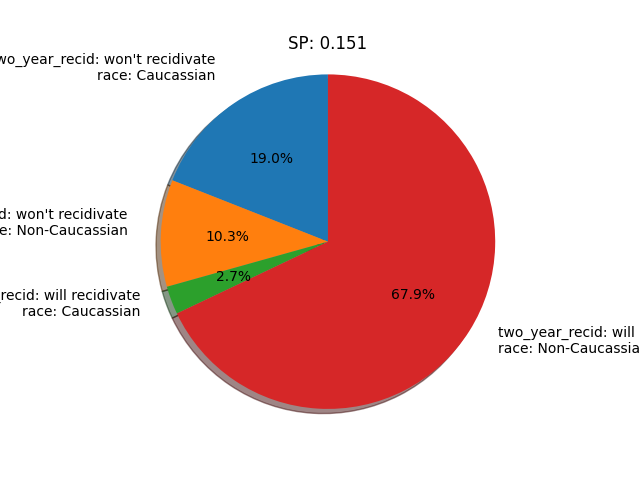 SP: 0.151
two_year_recid: won't recidivate
race: Caucassian
19.0%
won't recidivate
Non-Caucassian
10.3%
2.7%
recid: will recidivate
race: Caucassian
67.9%
two_year_recid: will
race: Non-Caucassia